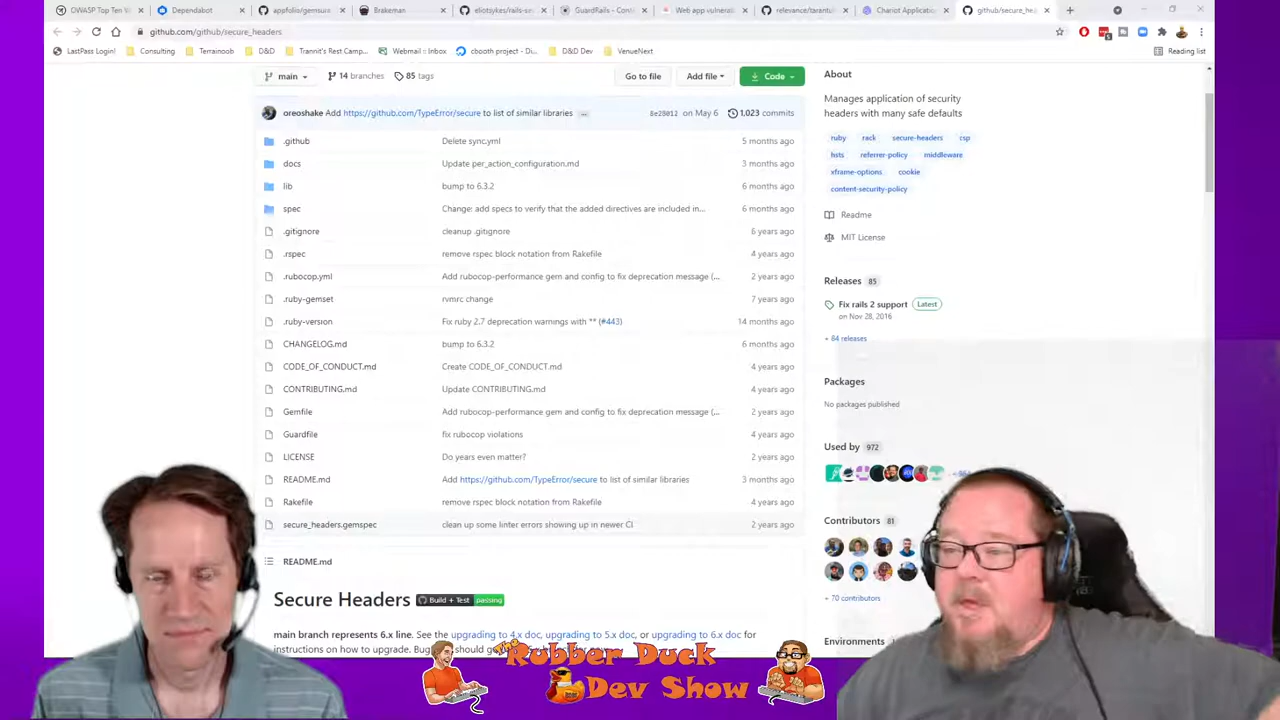 OWASP Top Ten W
Dependabot
appfolio/gemsur
Brakeman
eliotsykes/rails-se
GuardRails - Cont
Web app vulnerab
relevance/tarantu
Chariot Application
github/secure_hea
github.com/github/secure_headers
LastPass Login!
Consulting
Terrainoob
D&D
Trannit's Rest Camp...
Webmail :: Inbox
cbooth project - Di...
D&D Dev
VenueNext
Reading list
main
14 branches
85 tags
Go to file
Add file
Code
oreoshake Add https://github.com/TypeError/secure to list of similar libraries ...
8e28012 on May 6
1,023 commits
.github
Delete sync.yml
5 months ago
docs
Update per_action_configuration.md
3 months ago
lib
bump to 6.3.2
6 months ago
spec
Change: add specs to verify that the added directives are included in...
6 months ago
.gitignore
cleanup .gitignore
6 years ago
.rspec
remove rspec block notation from Rakefile
4 years ago
.rubocop.yml
Add rubocop-performance gem and config to fix deprecation message (...
2 years ago
.ruby-gemset
rvmrc change
7 years ago
.ruby-version
Fix ruby 2.7 deprecation warnings with ** (#443)
14 months ago
CHANGELOG.md
bump to 6.3.2
6 months ago
CODE_OF_CONDUCT.md
Create CODE_OF_CONDUCT.md
4 years ago
CONTRIBUTING.md
Update CONTRIBUTING.md
4 years ago
Gemfile
Add rubocop-performance gem and config to fix deprecation message (...
2 years ago
Guardfile
fix rubocop violations
4 years ago
LICENSE
Do years even matter?
2 years ago
README.md
Add https://github.com/TypeError/secure to list of similar libraries
3 months ago
Rakefile
remove rspec block notation from Rakefile
4 years ago
secure_headers.gemspec
clean up some linter errors showing up in newer CI
2 years ago
README.md
Secure Headers
Build + Test passing
main branch represents 6.x line. See the upgrading to 4.x doc, upgrading to 5.x doc, or upgrading to 6.x doc for
instructions on how to upgrade. Bug should
About
Manages application of security
headers with many safe defaults
ruby rack secure-headers csp
hsts referrer-policy middleware
xframe-options cookie
content-security-policy
Readme
MIT License
Releases 85
Fix rails 2 support Latest
on Nov 28, 2016
+ 84 releases
Packages
No packages published
Used by 972
Contributors 81
+ 70 contributors
Environments
The
Rubber Duck
Dev Show